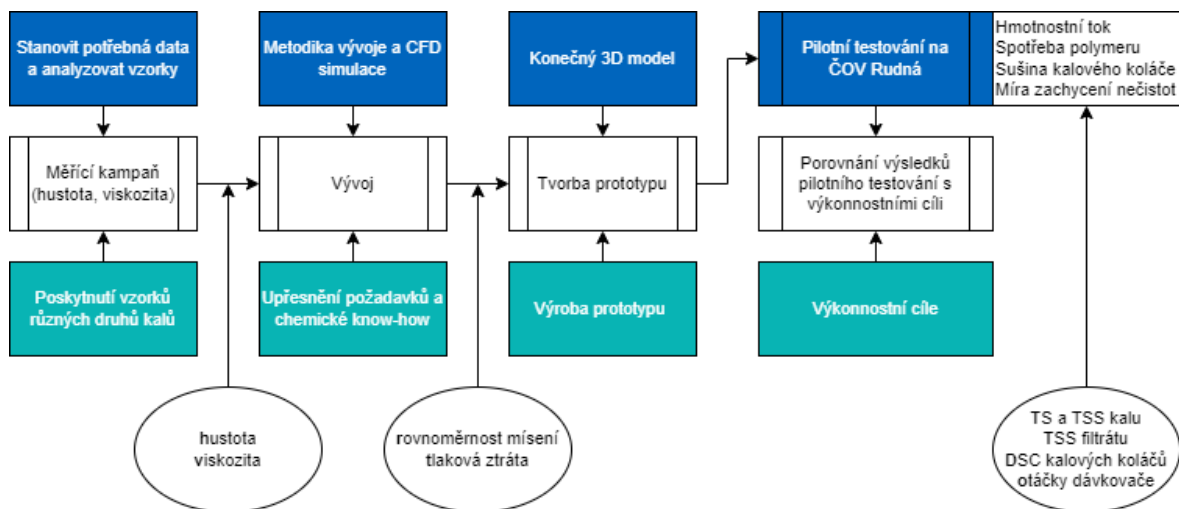 Stanovit potřebná data
a analyzovat vzorky
Metodika vývoje a CFD
simulace
Konečný 3D model
Pilotní testování na
ČOV Rudná
Hmotnostní tok
Spotřeba polymeru
Sušina kalového koláče
Míra zachycení nečistot
Měřící kampaň
(hustota, viskozita)
Vývoj
Tvorba prototypu
Porovnání výsledků
pilotního testování s
výkonnostními cíli
Poskytnutí vzorků
různých druhů kalů
Upřesnění požadavků a
chemické know-how
Výroba prototypu
Výkonnostní cíle
hustota
viskozita
rovnoměrnost mísení
tlaková ztráta
TS a TSS kalu
TSS filtrátu
DSC kalových koláčů
otáčky dávkovače